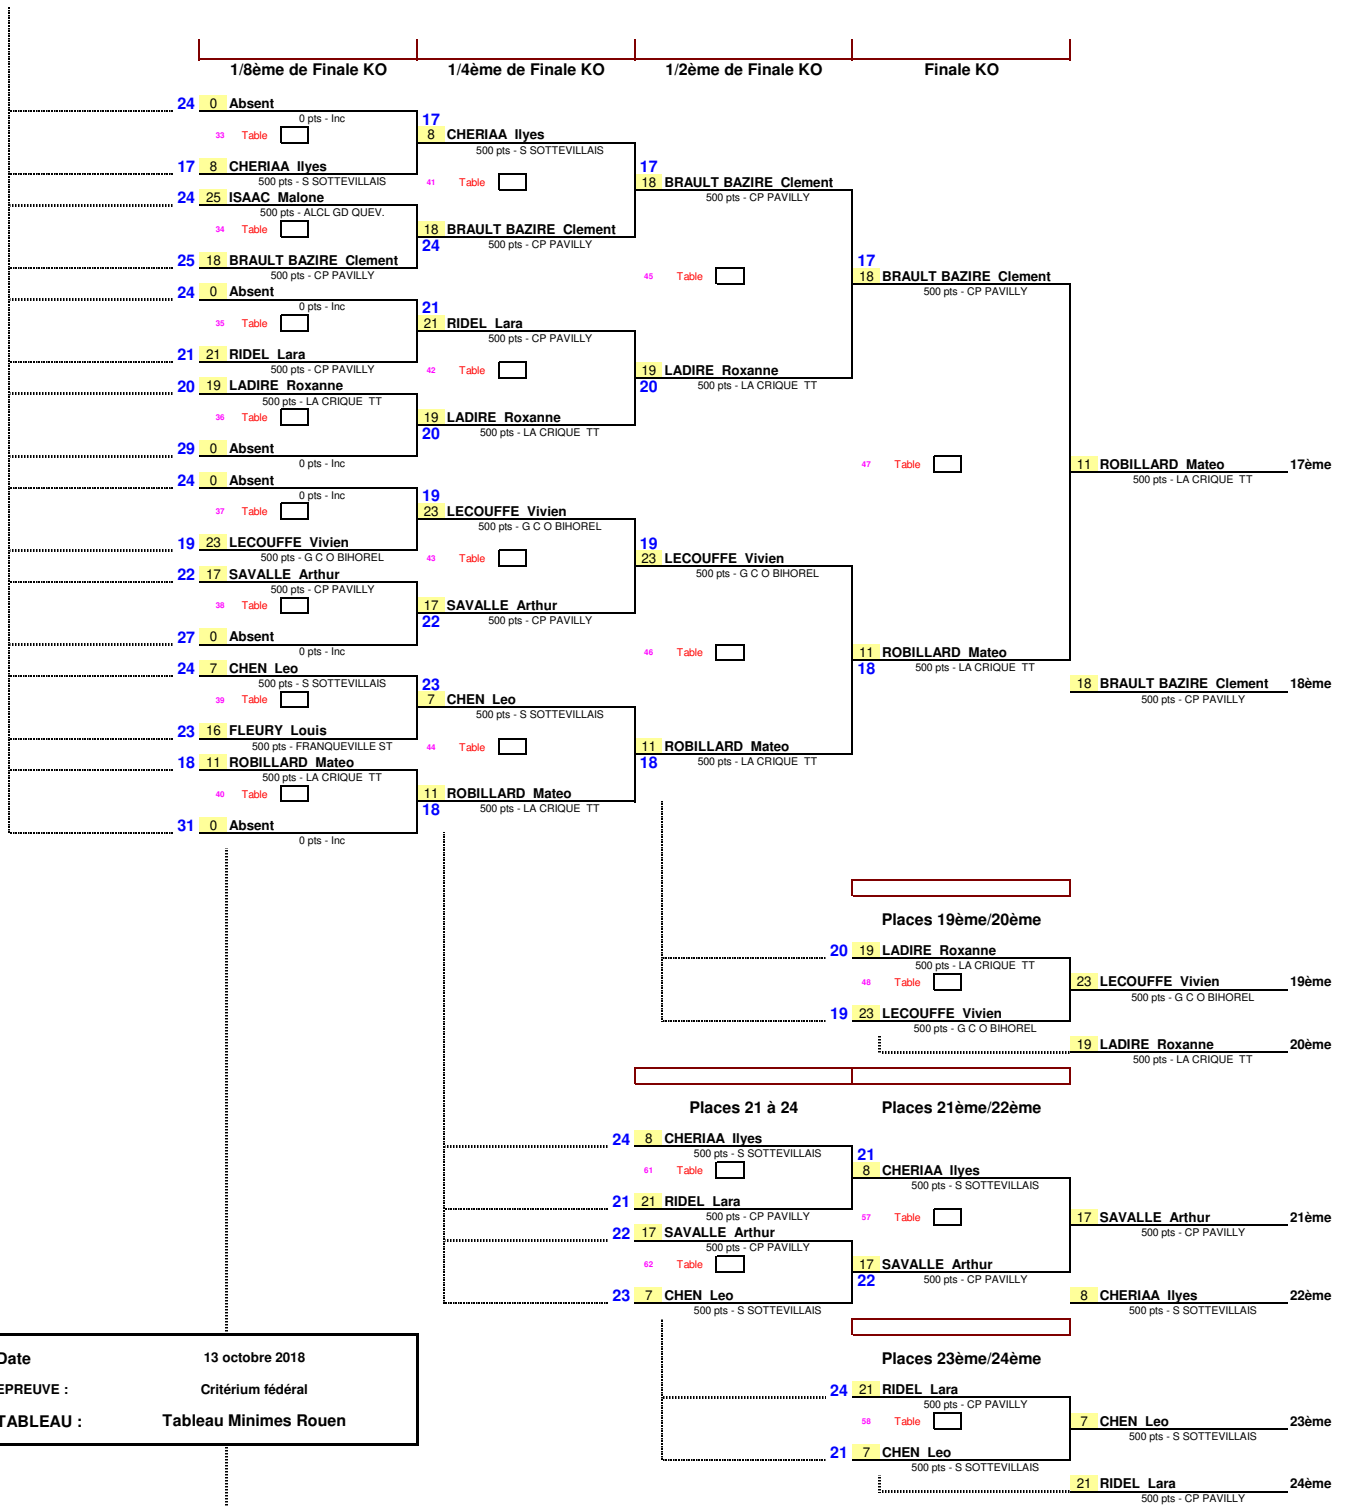 1/8ème de Finale KO 1/4ème de Finale KO 1/2ème de Finale KO Finale KO
24 0 Absent
0 pts - Inc
17
33 Table
8 CHERIAA Ilyes
500 pts - S SOTTEVILLAIS
17 8 CHERIAA Ilyes
500 pts - S SOTTEVILLAIS
17
41 Table
18 BRAULT BAZIRE Clement
500 pts - CP PAVILLY
24 25 ISAAC Malone
500 pts - ALCL GD QUEV.
34 Table
18 BRAULT BAZIRE Clement
24
500 pts - CP PAVILLY
25 18 BRAULT BAZIRE Clement
500 pts - CP PAVILLY
17
45 Table
18 BRAULT BAZIRE Clement
500 pts - CP PAVILLY
24 0 Absent
0 pts - Inc
21
35 Table
21 RIDEL Lara
500 pts - CP PAVILLY
21 21 RIDEL Lara
500 pts - CP PAVILLY
42 Table
19 LADIRE Roxanne
20
500 pts - LA CRIQUE TT
20 19 LADIRE Roxanne
500 pts - LA CRIQUE TT
36 Table
19 LADIRE Roxanne
20
500 pts - LA CRIQUE TT
29 0 Absent
0 pts - Inc
47 Table
11 ROBILLARD Mateo 17ème
500 pts - LA CRIQUE TT
24 0 Absent
0 pts - Inc
19
37 Table
23 LECOUFFE Vivien
500 pts - G C O BIHOREL
19 23 LECOUFFE Vivien
500 pts - G C O BIHOREL
19
43 Table
23 LECOUFFE Vivien
500 pts - G C O BIHOREL
22 17 SAVALLE Arthur
500 pts - CP PAVILLY
38 Table
17 SAVALLE Arthur
22
500 pts - CP PAVILLY
27 0 Absent
0 pts - Inc
46 Table
11 ROBILLARD Mateo
18
500 pts - LA CRIQUE TT
24 7 CHEN Leo
500 pts - S SOTTEVILLAIS
18 BRAULT BAZIRE Clement 18ème
500 pts - CP PAVILLY
23
39 Table
7 CHEN Leo
500 pts - S SOTTEVILLAIS
23 16 FLEURY Louis
500 pts - FRANQUEVILLE ST
44 Table
11 ROBILLARD Mateo
18
500 pts - LA CRIQUE TT
18 11 ROBILLARD Mateo
500 pts - LA CRIQUE TT
40 Table
11 ROBILLARD Mateo
18
500 pts - LA CRIQUE TT
31 0 Absent
0 pts - Inc
Places 19ème/20ème
20 19 LADIRE Roxanne
500 pts - LA CRIQUE TT
48 Table
23 LECOUFFE Vivien 19ème
500 pts - G C O BIHOREL
19 23 LECOUFFE Vivien
500 pts - G C O BIHOREL
19 LADIRE Roxanne 20ème
500 pts - LA CRIQUE TT
Places 21 à 24 Places 21ème/22ème
24 8 CHERIAA Ilyes
500 pts - S SOTTEVILLAIS
21
61 Table
8 CHERIAA Ilyes
500 pts - S SOTTEVILLAIS
21 21 RIDEL Lara
500 pts - CP PAVILLY
57 Table
17 SAVALLE Arthur 21ème
500 pts - CP PAVILLY
22 17 SAVALLE Arthur
500 pts - CP PAVILLY
62 Table
17 SAVALLE Arthur
22
500 pts - CP PAVILLY
23 7 CHEN Leo
500 pts - S SOTTEVILLAIS
8 CHERIAA Ilyes 22ème
500 pts - S SOTTEVILLAIS
Places 23ème/24ème
24 21 RIDEL Lara
500 pts - CP PAVILLY
58 Table
7 CHEN Leo 23ème
500 pts - S SOTTEVILLAIS
21 7 CHEN Leo
500 pts - S SOTTEVILLAIS
21 RIDEL Lara 24ème
500 pts - CP PAVILLY
Date 13 octobre 2018
EPREUVE : Critérium fédéral
TABLEAU : Tableau Minimes Rouen